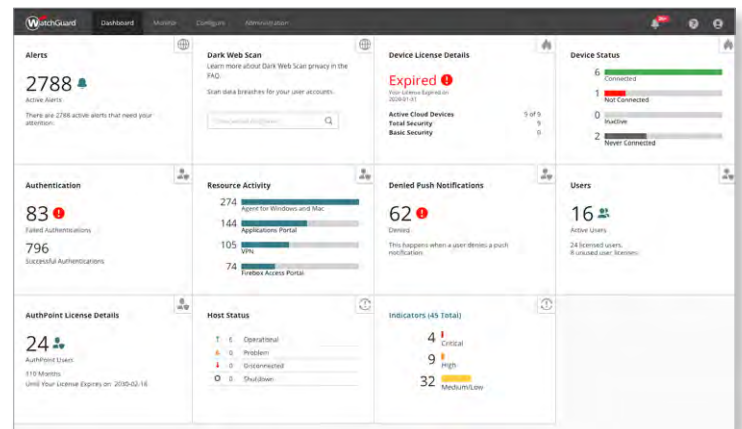 WatchGuard
Dashboard
Monitor
Configure
Administration
Alerts
2788
Active Alerts
There are 2788 active alerts that need your
attention.
Dark Web Scan
Learn more about Dark Web Scan privacy in the
FAQ.
Scan data breaches for your user accounts.
Device License Details
Expired
Your License Expired on
Active Cloud Devices 5 of 5
Total Security 5
Basic Security 0
Device Status
6 Connected
1 Not Connected
0 Inactive
2 Never Connected
Authentication
83
Failed Authentications
796
Successful Authentications
Resource Activity
274 Agent for Windows and Mac
144 Applications Portal
105 VPN
74 Firebox Access Portal
Denied Push Notifications
62
Denied
This happens when a user denies a push
notification.
Users
16
Active Users
24 licensed users.
8 unused user licenses.
AuthPoint License Details
24
AuthPoint Users
119 Months
Until Your License Expires on 2030-02-16
Host Status
6 Operational
0 Problem
0 Disconnected
0 Shutdown
Indicators (45 Total)
4 Critical
9 High
32 Medium/Low